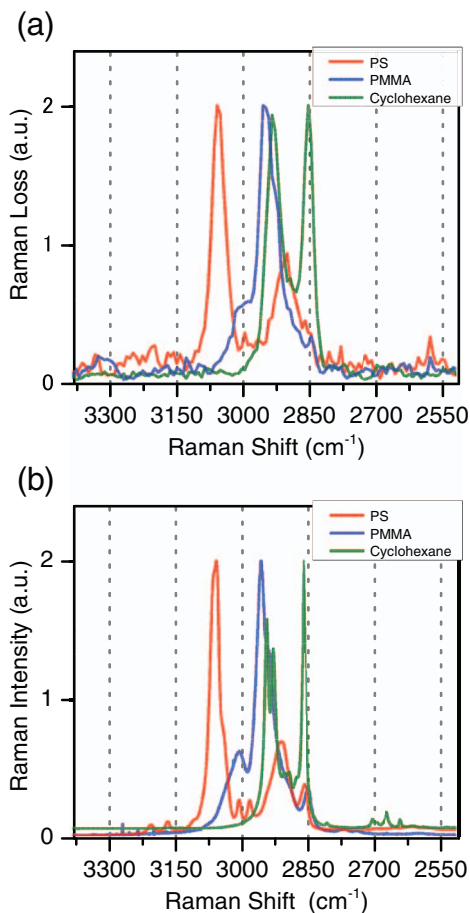 (a)
PS
PMMA
Cyclohexane
2
1
0
Raman Loss (a.u.)
3300 3150 3000 2850 2700 2550
Raman Shift (cm⁻¹)
(b)
PS
PMMA
Cyclohexane
2
1
0
Raman Intensity (a.u.)
3300 3150 3000 2850 2700 2550
Raman Shift (cm⁻¹)